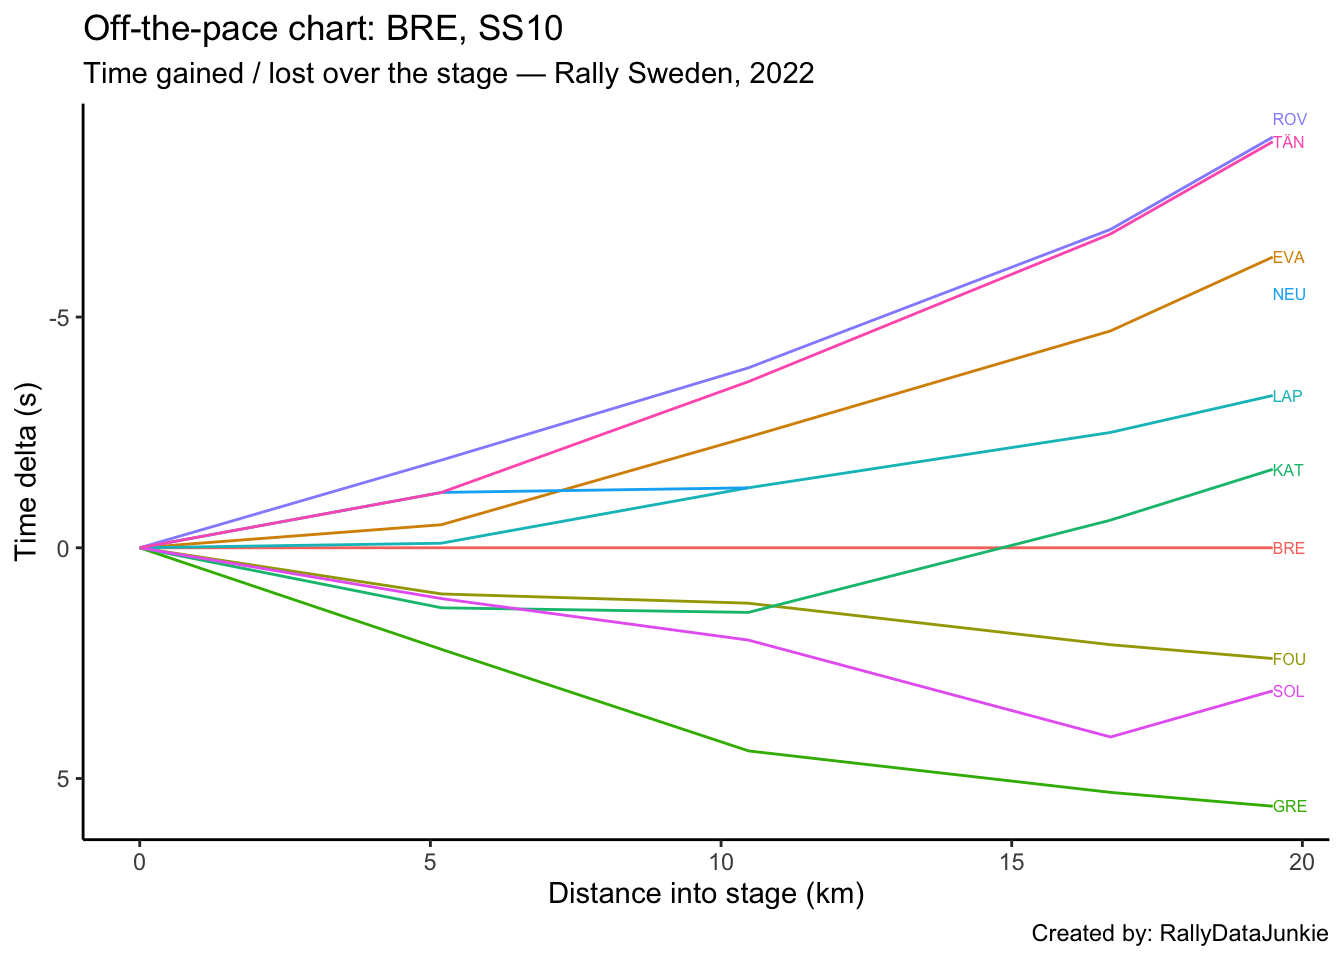 Off-the-pace chart: BRE, SS10
Time gained / lost over the stage — Rally Sweden, 2022
ROV
TÄN
EVA
NEU
LAP
KAT
BRE
FOU
SOL
GRE
-5
0
5
Time delta (s)
0 5 10 15 20
Distance into stage (km)
Created by: RallyDataJunkie